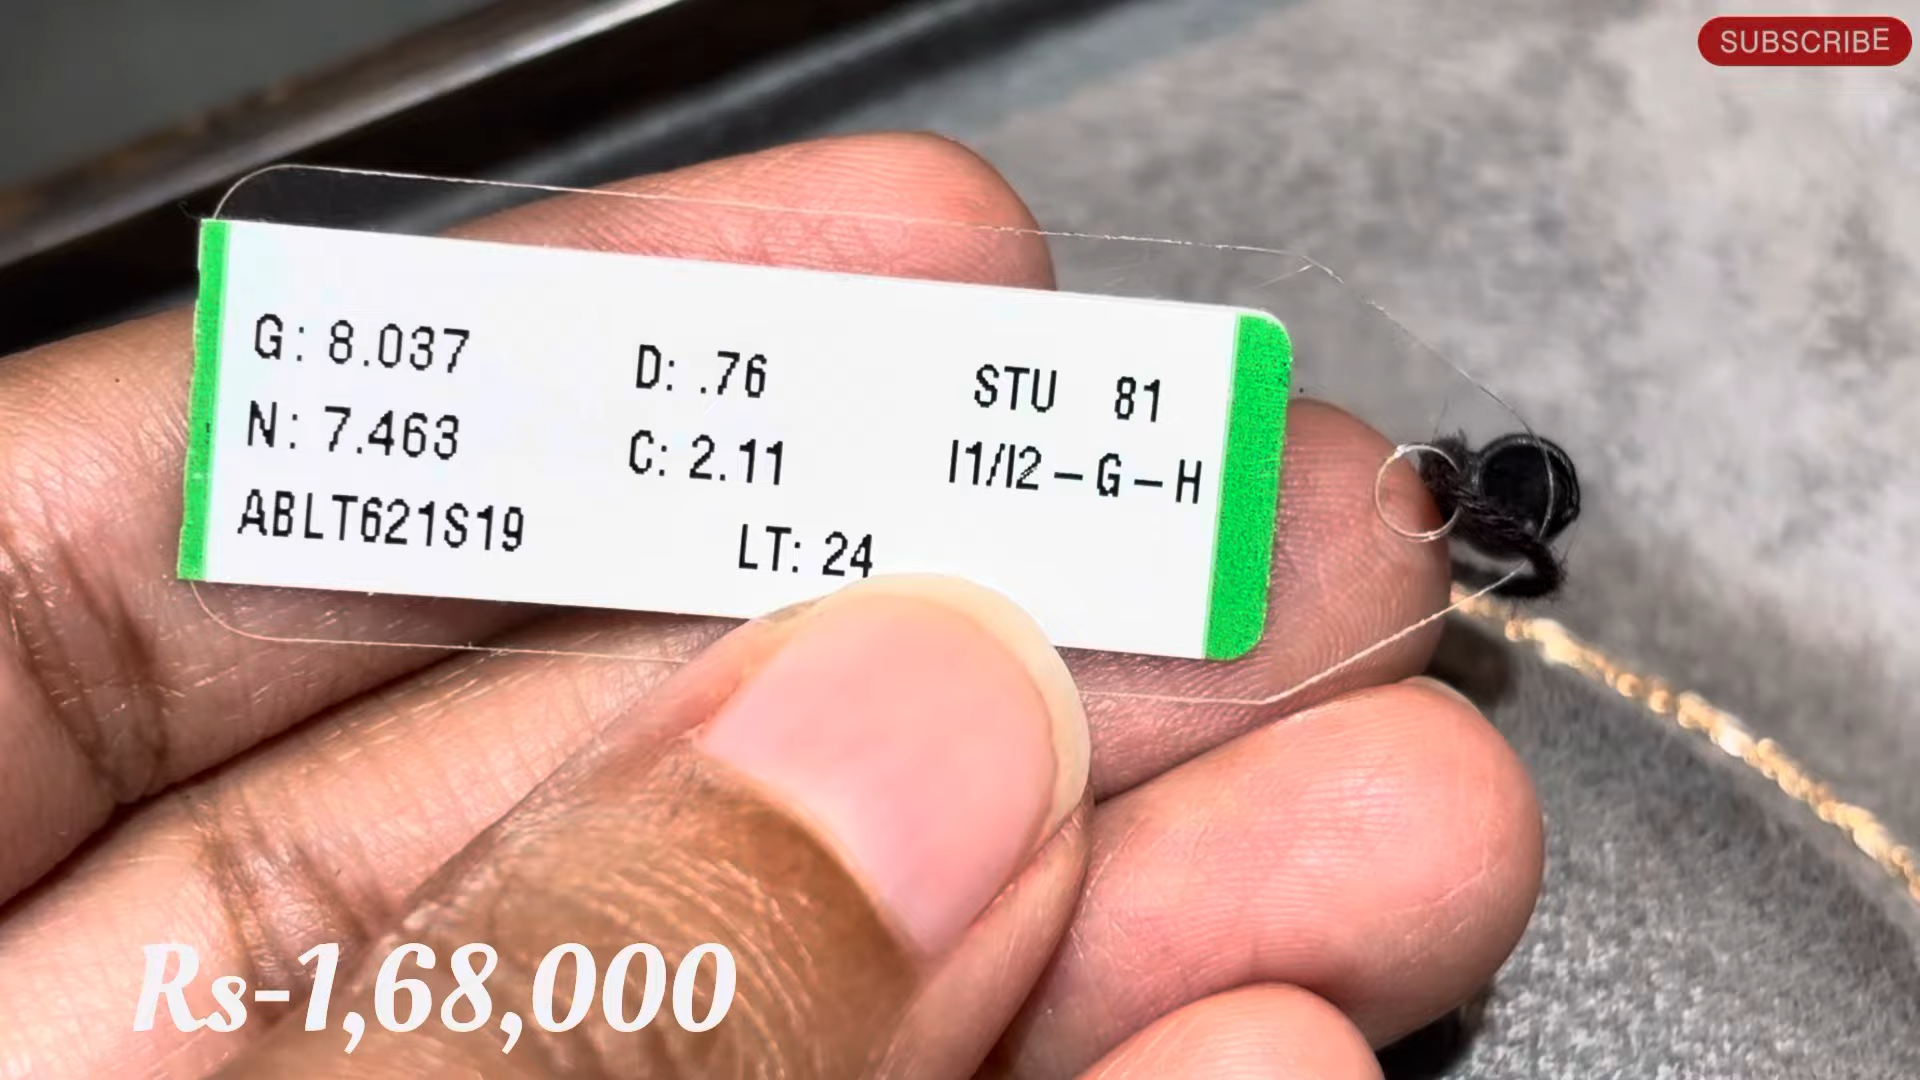 SUBSCRIBE
G: 8.037 D: .76 STU 81
N: 7.463 C: 2.11 I1/I2 – G – H
ABLT621S19 LT: 24
Rs-1,68,000